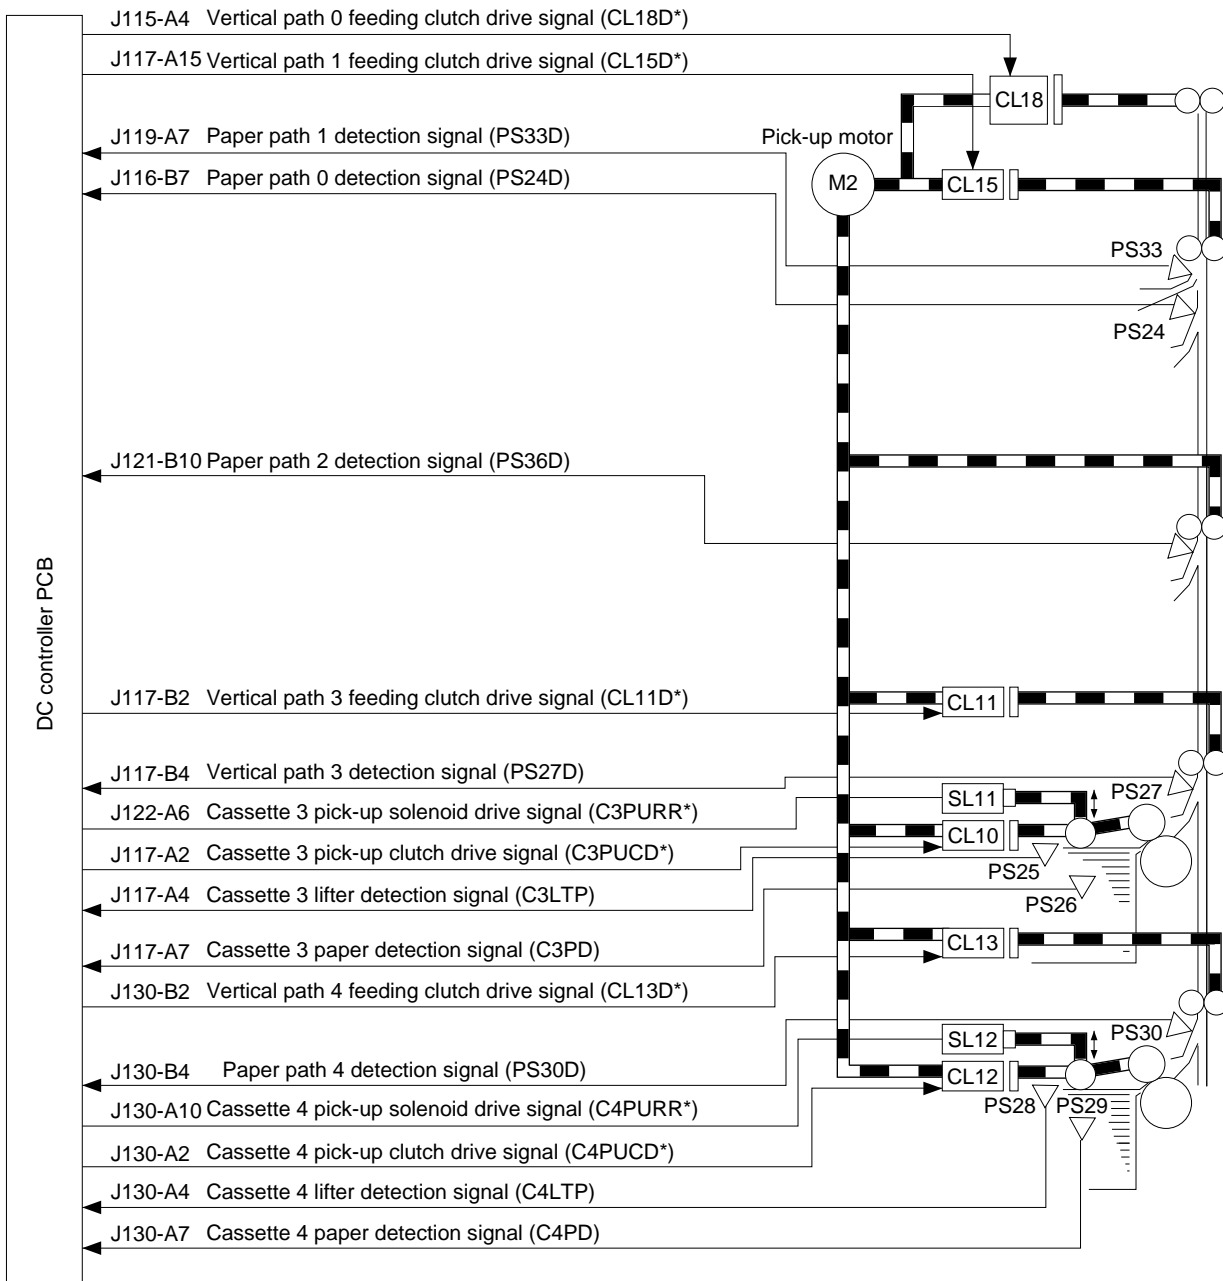 J115-A4 Vertical path 0 feeding clutch drive signal (CL18D*)
J117-A15 Vertical path 1 feeding clutch drive signal (CL15D*)
CL18
J119-A7 Paper path 1 detection signal (PS33D)
Pick-up motor
J116-B7 Paper path 0 detection signal (PS24D)
M2
CL15
PS33
PS24
J121-B10 Paper path 2 detection signal (PS36D)
DC controller PCB
J117-B2 Vertical path 3 feeding clutch drive signal (CL11D*)
CL11
J117-B4 Vertical path 3 detection signal (PS27D)
PS27
SL11
J122-A6 Cassette 3 pick-up solenoid drive signal (C3PURR*)
CL10
J117-A2 Cassette 3 pick-up clutch drive signal (C3PUCD*)
PS25
J117-A4 Cassette 3 lifter detection signal (C3LTP)
PS26
J117-A7 Cassette 3 paper detection signal (C3PD)
CL13
J130-B2 Vertical path 4 feeding clutch drive signal (CL13D*)
PS30
SL12
J130-B4 Paper path 4 detection signal (PS30D)
CL12
J130-A10 Cassette 4 pick-up solenoid drive signal (C4PURR*)
PS28 PS29
J130-A2 Cassette 4 pick-up clutch drive signal (C4PUCD*)
J130-A4 Cassette 4 lifter detection signal (C4LTP)
J130-A7 Cassette 4 paper detection signal (C4PD)